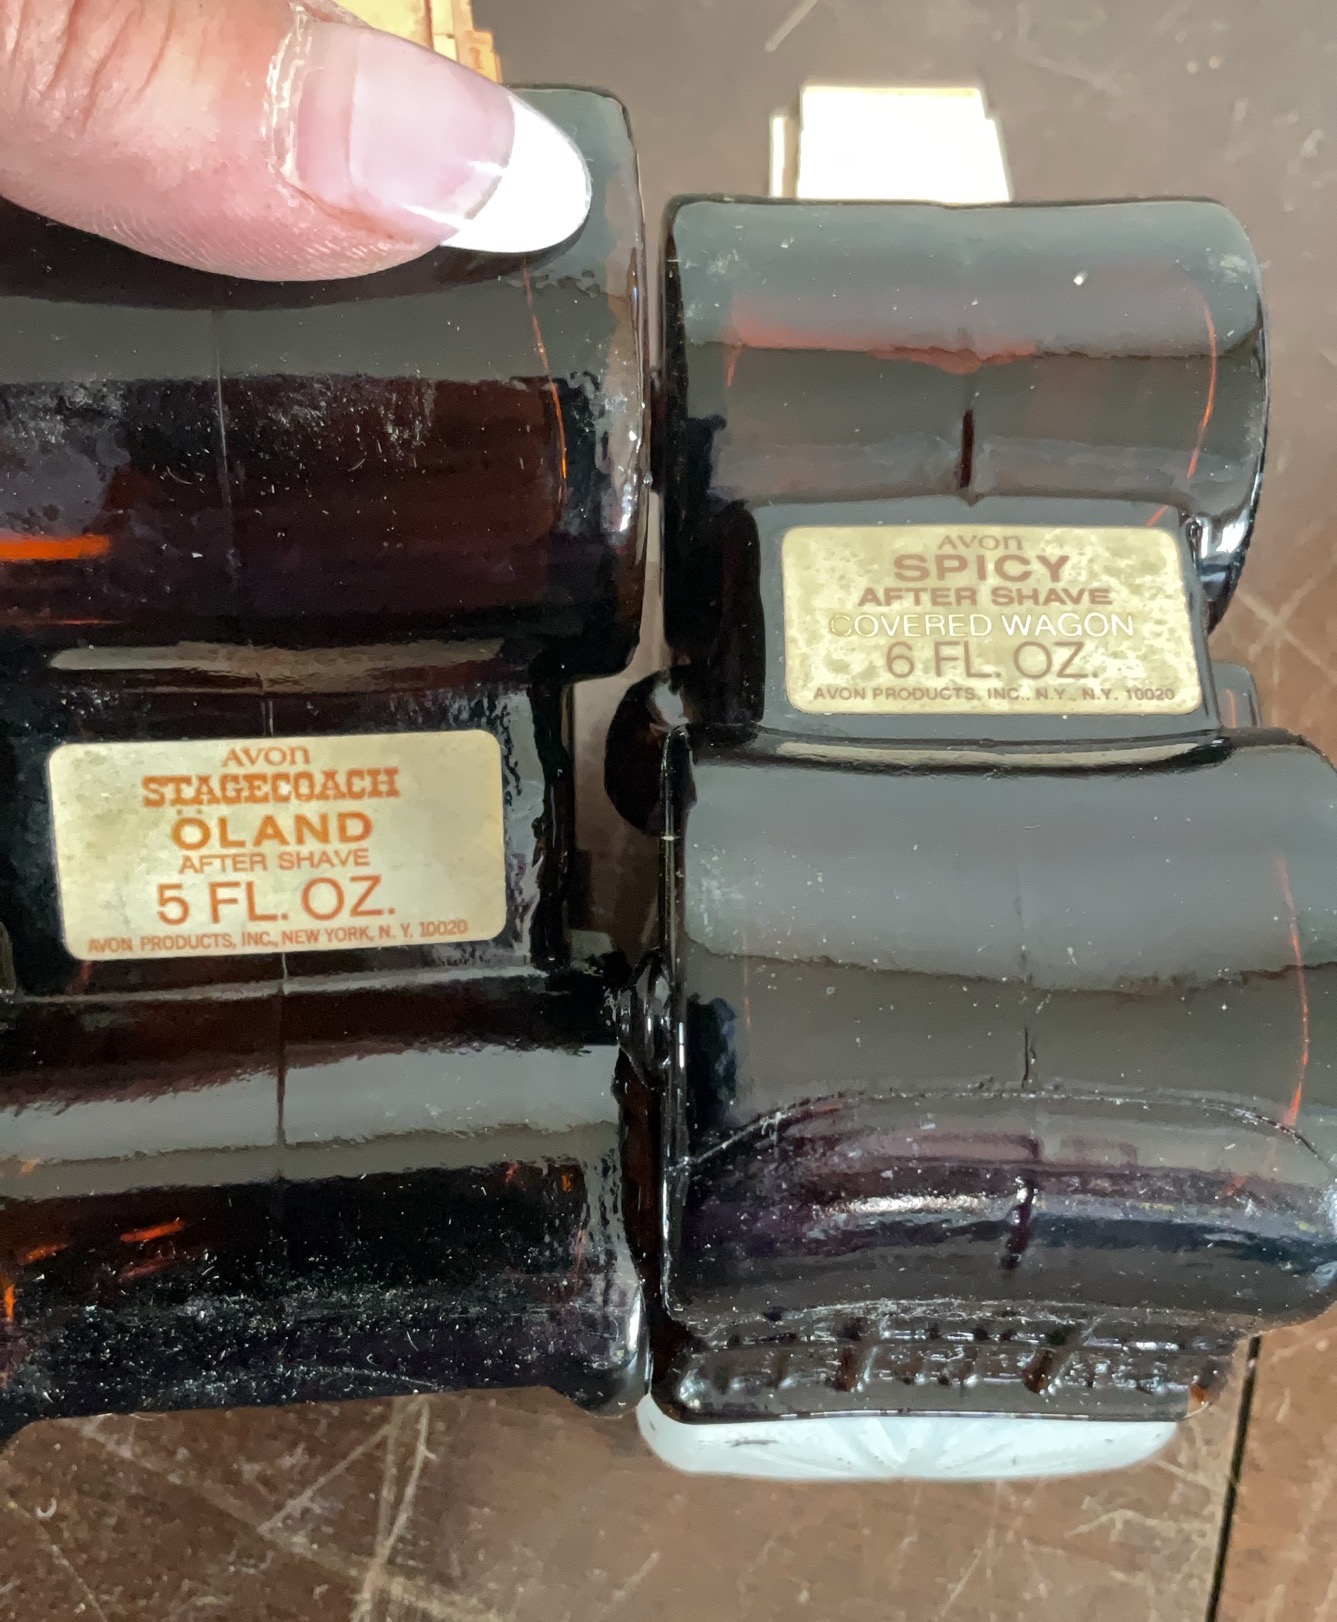 AVON
STAGECOACH
ÖLAND
AFTER SHAVE
5 FL. OZ.
AVON PRODUCTS, INC., NEW YORK, N. Y. 10020
AVON
SPICY
AFTER SHAVE
COVERED WAGON
6 FL. OZ.
AVON PRODUCTS, INC., N.Y., N.Y. 10020